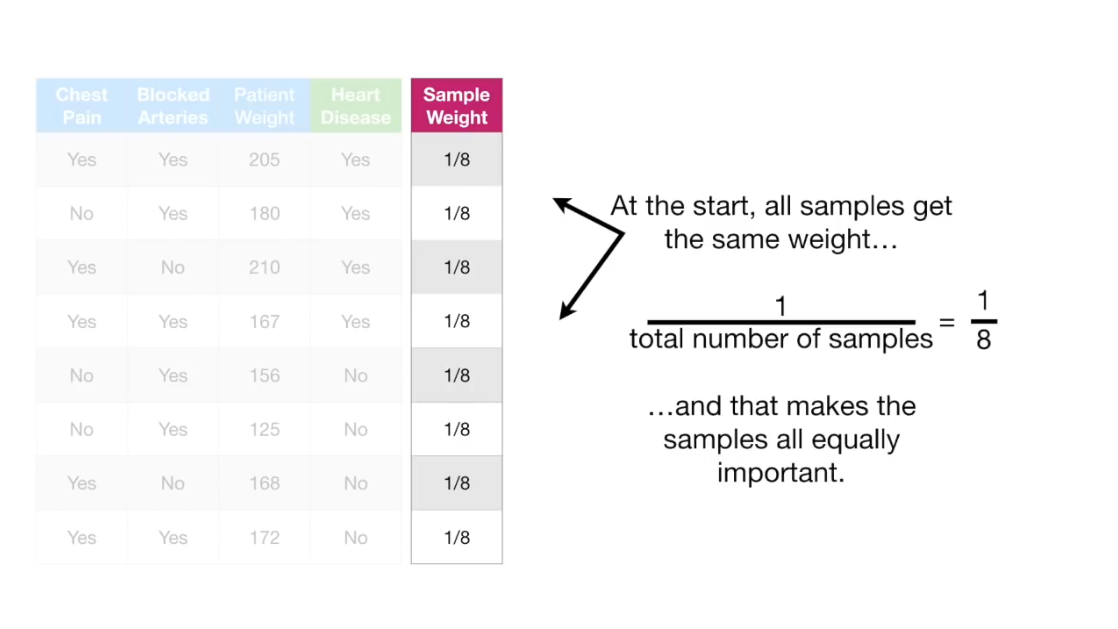 Chest Pain Blocked Arteries Patient Weight Heart Disease Sample Weight
Yes Yes 205 Yes 1/8
No Yes 180 Yes 1/8
Yes No 210 Yes 1/8
Yes Yes 167 Yes 1/8
No Yes 156 No 1/8
No Yes 125 No 1/8
Yes No 168 No 1/8
Yes Yes 172 No 1/8
At the start, all samples get
the same weight…
1
total number of samples
=
1
8
…and that makes the
samples all equally
important.